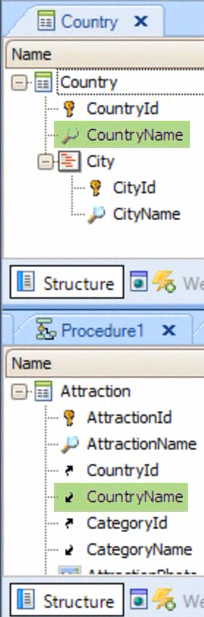 Country X
Name
Country
CountryId
CountryName
City
CityId
CityName
Structure We
Procedure1 X
Name
Attraction
AttractionId
AttractionName
CountryId
CountryName
CategoryId
CategoryName
Structure We